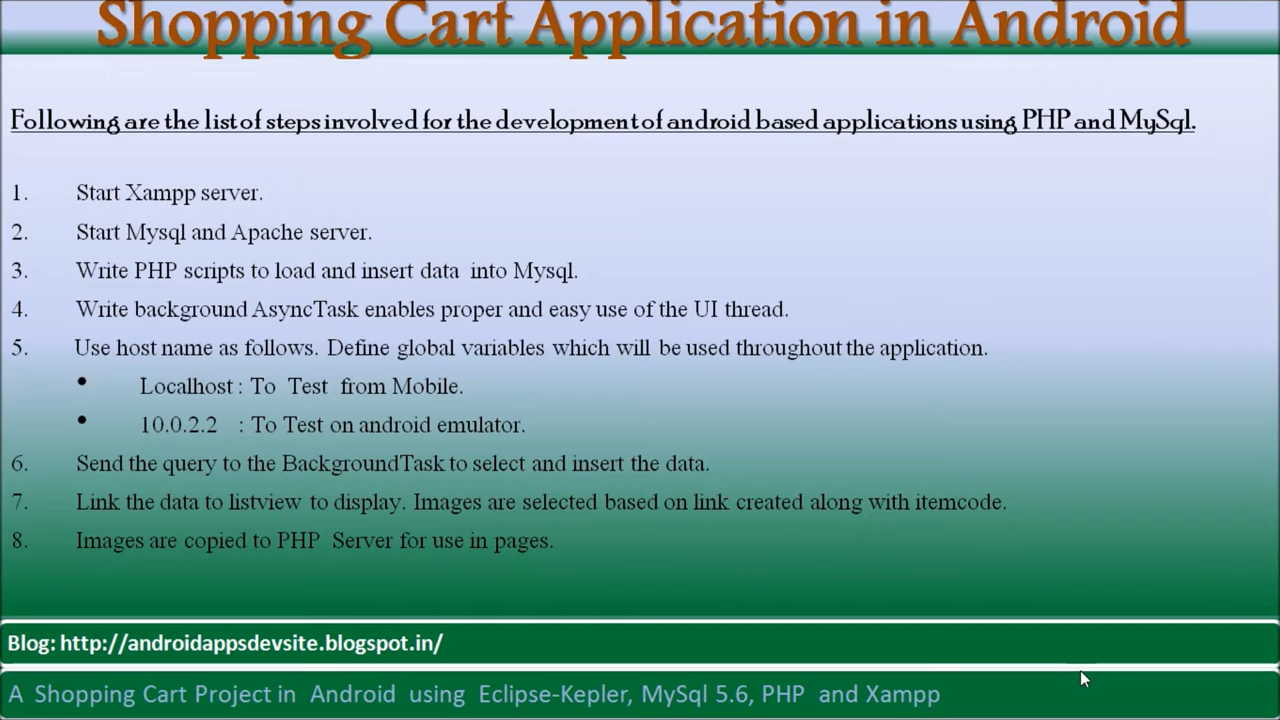 Shopping Cart Application in Android
Following are the list of steps involved for the development of android based applications using PHP and MySql.
1. Start Xampp server.
2. Start Mysql and Apache server.
3. Write PHP scripts to load and insert data into Mysql.
4. Write background AsyncTask enables proper and easy use of the UI thread.
5. Use host name as follows. Define global variables which will be used throughout the application.
• Localhost : To Test from Mobile.
• 10.0.2.2 : To Test on android emulator.
6. Send the query to the BackgroundTask to select and insert the data.
7. Link the data to listview to display. Images are selected based on link created along with itemcode.
8. Images are copied to PHP Server for use in pages.
Blog: http://androidappsdevsite.blogspot.in/
A Shopping Cart Project in Android using Eclipse-Kepler, MySql 5.6, PHP and Xampp